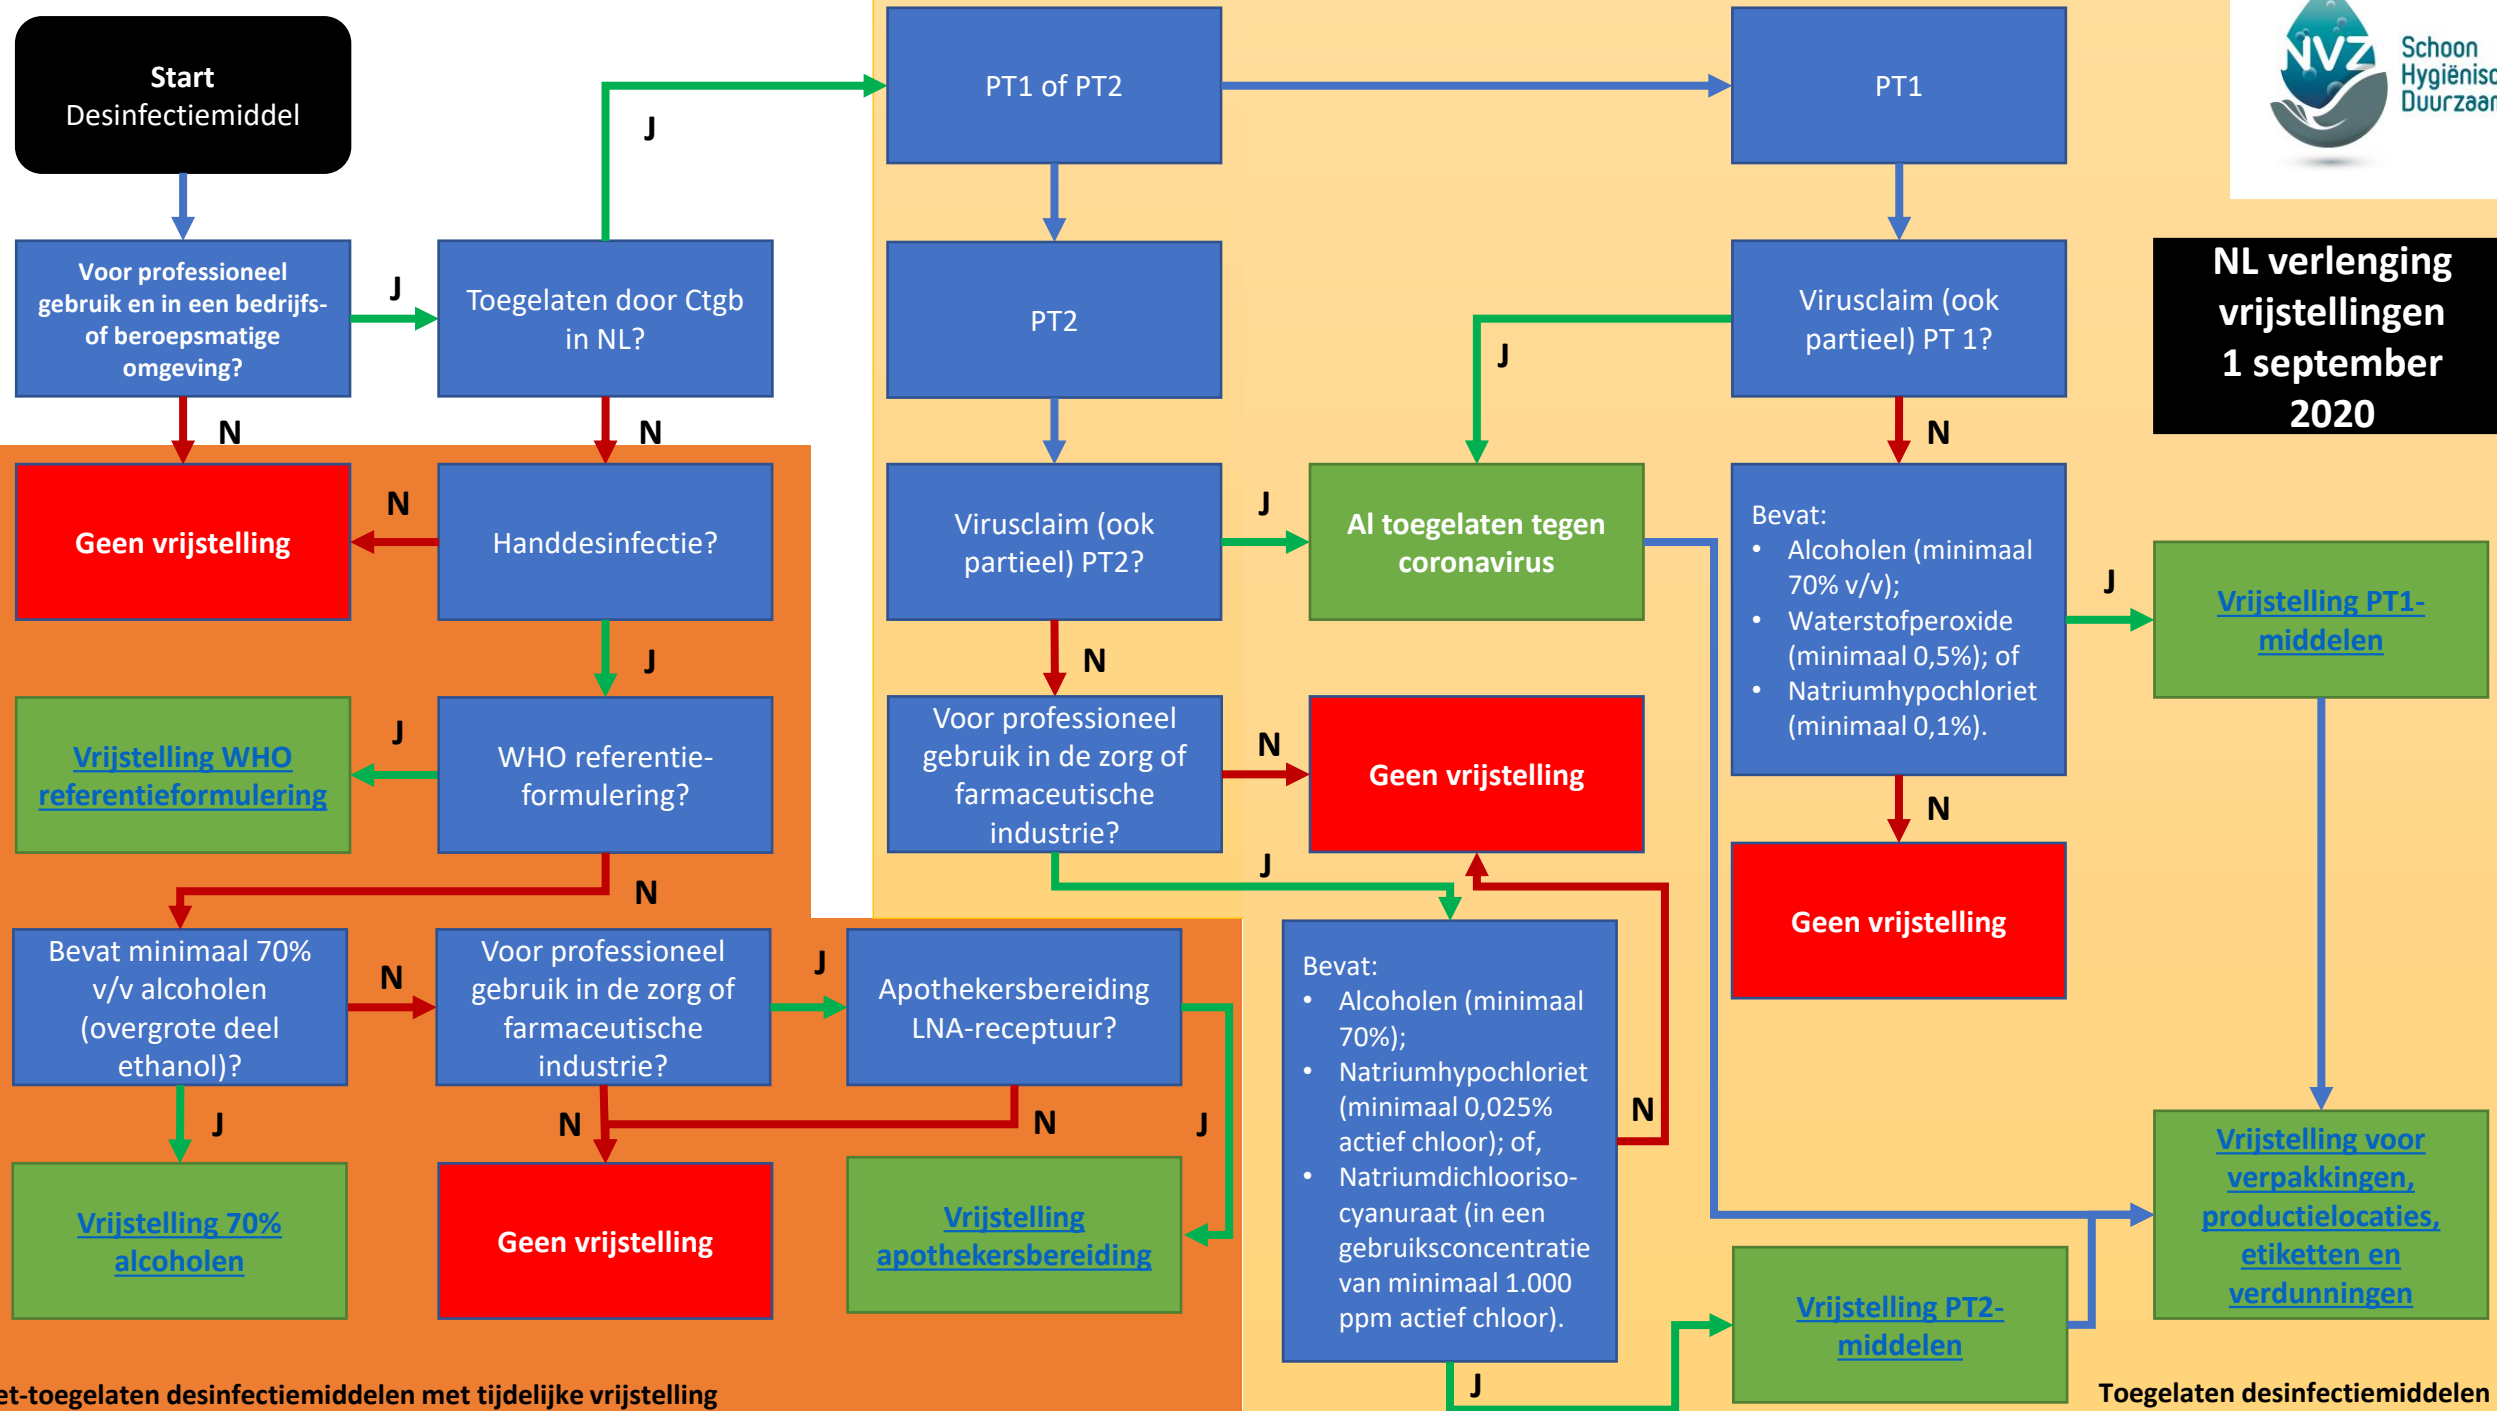 Start
Desinfectiemiddel
J
PT1 of PT2
PT1
NVZ
Schoon
Hygiënisc
Duurzaam
Voor professioneel
gebruik en in een bedrijfs-
of beroepsmatige
omgeving?
J
Toegelaten door Ctgb
in NL?
PT2
J
Virusclaim (ook
partieel) PT 1?
NL verlenging
vrijstellingen
1 september
2020
N
N
N
Geen vrijstelling
N
Handdesinfectie?
Virusclaim (ook
partieel) PT2?
J
Al toegelaten tegen
coronavirus
Bevat:
• Alcoholen (minimaal
70% v/v);
• Waterstofperoxide
(minimaal 0,5%); of
• Natriumhypochloriet
(minimaal 0,1%).
J
Vrijstelling PT1-
middelen
J
N
Vrijstelling WHO
referentieformulering
J
WHO referentie-
formulering?
Voor professioneel
gebruik in de zorg of
farmaceutische
industrie?
N
Geen vrijstelling
N
N
J
Geen vrijstelling
Bevat minimaal 70%
v/v alcoholen
(overgrote deel
ethanol)?
N
Voor professioneel
gebruik in de zorg of
farmaceutische
industrie?
J
Apothekersbereiding
LNA-receptuur?
Bevat:
• Alcoholen (minimaal
70%);
• Natriumhypochloriet
(minimaal 0,025%
actief chloor); of,
• Natriumdichlooriso-
cyanuraat (in een
gebruiksconcentratie
van minimaal 1.000
ppm actief chloor).
N
J
N
N
J
Vrijstelling 70%
alcoholen
Geen vrijstelling
Vrijstelling
apothekersbereiding
Vrijstelling voor
verpakkingen,
productielocaties,
etiketten en
verdunningen
Vrijstelling PT2-
middelen
J
et-toegelaten desinfectiemiddelen met tijdelijke vrijstelling
Toegelaten desinfectiemiddelen